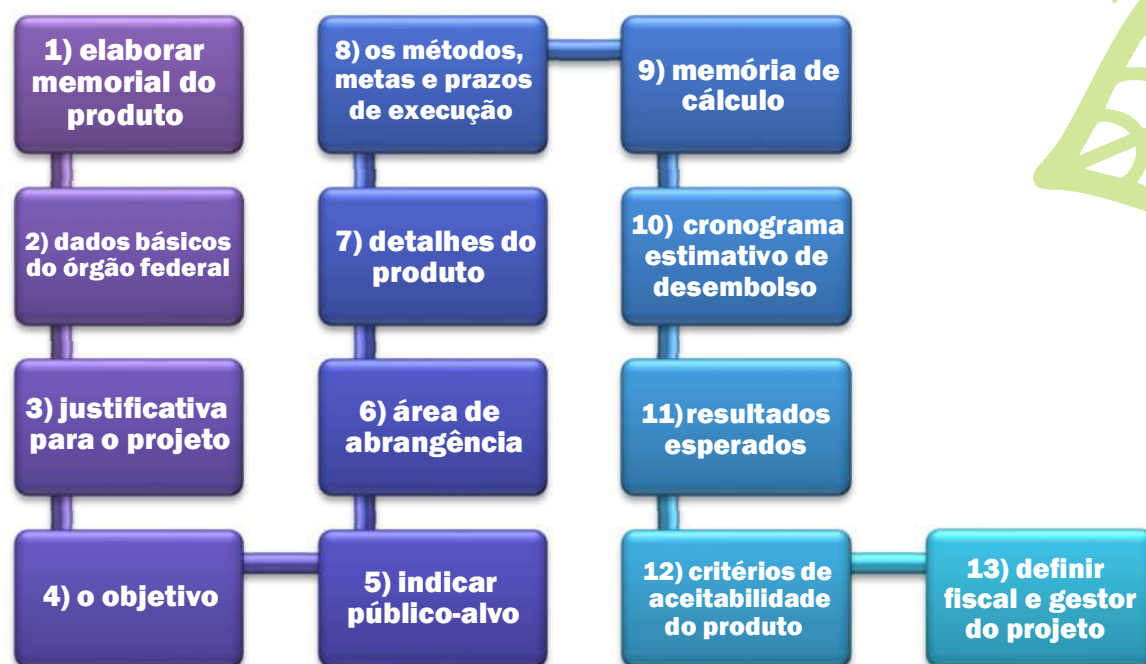 1) elaborar
memorial do
produto
2) dados básicos
do órgão federal
3) justificativa
para o projeto
4) o objetivo
5) indicar
público-alvo
6) área de
abrangência
7) detalhes do
produto
8) os métodos,
metas e prazos
de execução
9) memória de
cálculo
10) cronograma
estimativo de
desembolso
11) resultados
esperados
12) critérios de
aceitabilidade
do produto
13) definir
fiscal e gestor
do projeto